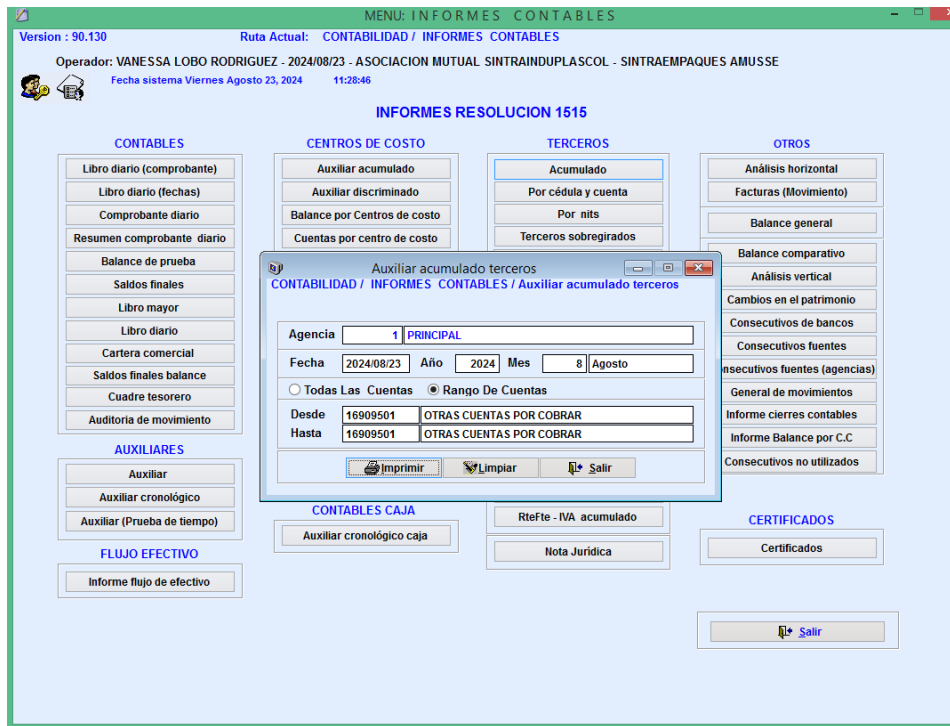 MENU: I N F O R M E S   C O N T A B L E S
Version : 90.130   Ruta Actual:   CONTABILIDAD /  INFORMES  CONTABLES
Operador: VANESSA LOBO RODRIGUEZ - 2024/08/23 - ASOCIACION MUTUAL SINTRAINDUPLASCOL - SINTRAEMPAQUES AMUSSE
Fecha sistema Viernes Agosto 23, 2024   11:28:46
INFORMES RESOLUCION 1515
CONTABLES
Libro diario (comprobante)
Libro diario (fechas)
Comprobante diario
Resumen comprobante  diario
Balance de prueba
Saldos finales
Libro mayor
Libro diario
Cartera comercial
Saldos finales balance
Cuadre tesorero
Auditoria de movimiento
AUXILIARES
Auxiliar
Auxiliar cronológico
Auxiliar (Prueba de tiempo)
FLUJO EFECTIVO
Informe flujo de efectivo
CENTROS DE COSTO
Auxiliar acumulado
Auxiliar discriminado
Balance por Centros de costo
Cuentas por centro de costo
TERCEROS
Acumulado
Por cédula y cuenta
Por  nits
Terceros sobregirados
Auxiliar acumulado terceros
CONTABILIDAD /  INFORMES  CONTABLES / Auxiliar acumulado terceros
Agencia   1   PRINCIPAL
Fecha   2024/08/23   Año   2024   Mes   8   Agosto
Todas Las  Cuentas   Rango De Cuentas
Desde   16909501   OTRAS CUENTAS POR COBRAR
Hasta   16909501   OTRAS CUENTAS POR COBRAR
Imprimir   Limpiar   Salir
CONTABLES CAJA
Auxiliar cronológico caja
RteFte - IVA  acumulado
Nota Jurídica
OTROS
Análisis horizontal
Facturas (Movimiento)
Balance general
Balance comparativo
Análisis vertical
Cambios en el patrimonio
Consecutivos de bancos
Consecutivos fuentes
nsecutivos fuentes (agencias)
General de movimientos
Informe cierres contables
Informe Balance por C.C
Consecutivos no utilizados
CERTIFICADOS
Certificados
Salir